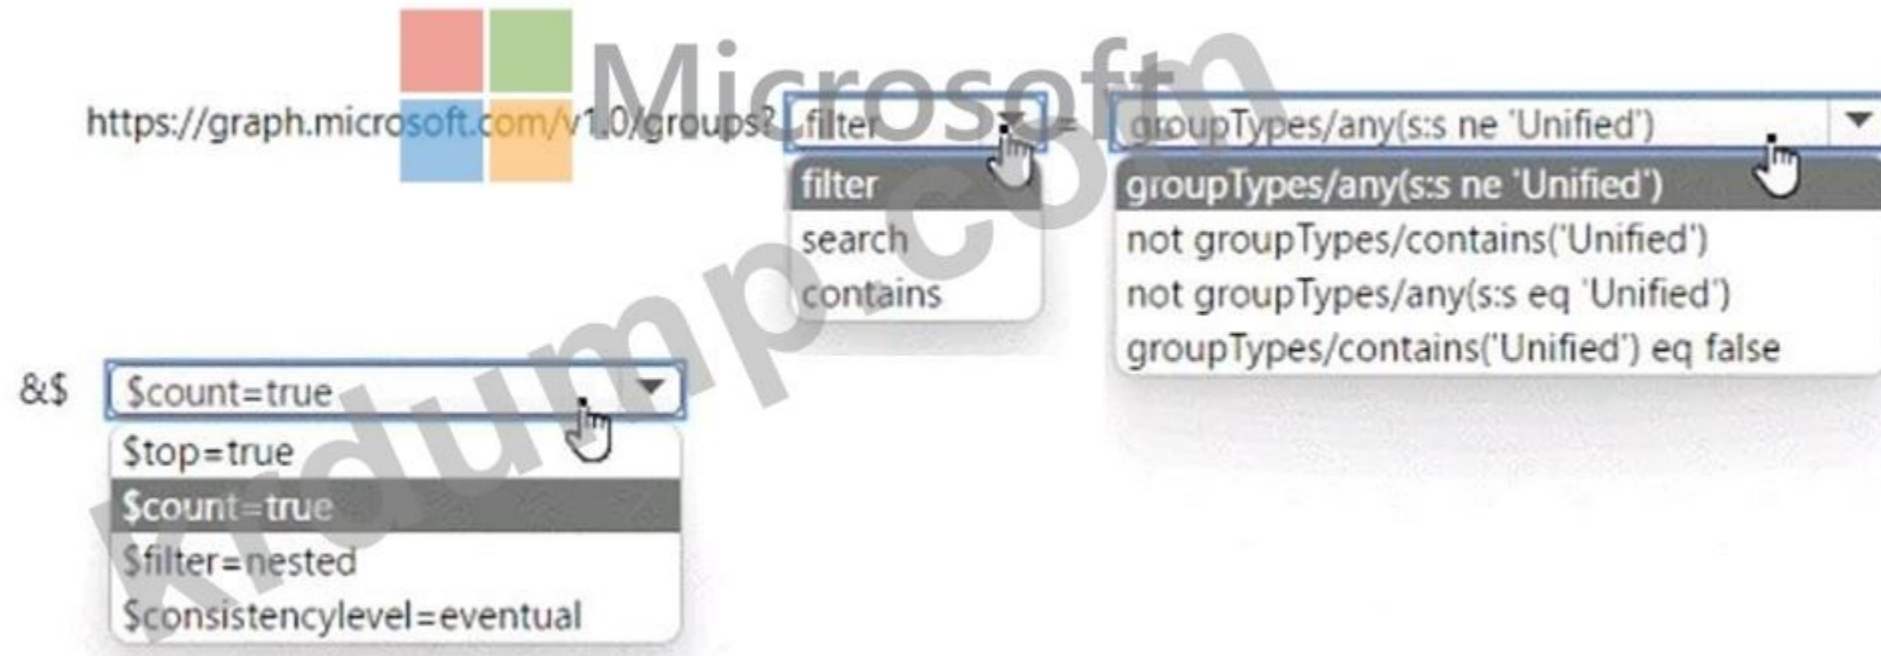 Microsoft
https://graph.microsoft.com/v1.0/groups? filter = groupTypes/any(s:s ne 'Unified')
filter
search
contains
groupTypes/any(s:s ne 'Unified')
not groupTypes/contains('Unified')
not groupTypes/any(s:s eq 'Unified')
groupTypes/contains('Unified') eq false
&$ $count=true
$top=true
$count=true
$filter=nested
$consistencylevel=eventual
krdump.com